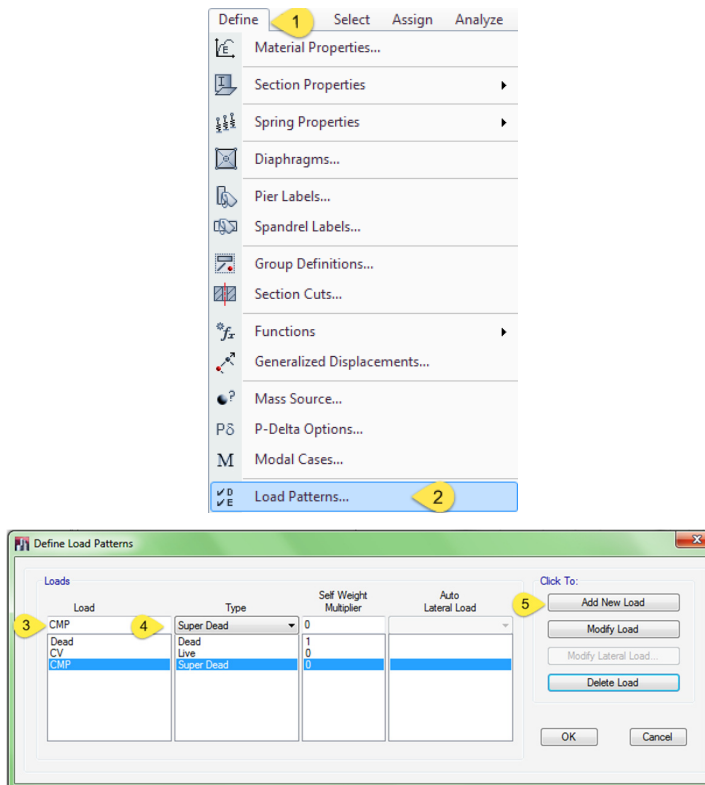 Define 1 Select Assign Analyze
Material Properties...
Section Properties
Spring Properties
Diaphragms...
Pier Labels...
Spandrel Labels...
Group Definitions...
Section Cuts...
Functions
Generalized Displacements...
? Mass Source...
Pδ P-Delta Options...
M Modal Cases...
D E Load Patterns... 2
Define Load Patterns
Loads
Click To:
Load Type Self Weight Multiplier Auto Lateral Load
3 CMP 4 Super Dead 0
Dead Dead 1
CV Live 0
CMP Super Dead 0
5 Add New Load
Modify Load
Modify Lateral Load...
Delete Load
OK Cancel